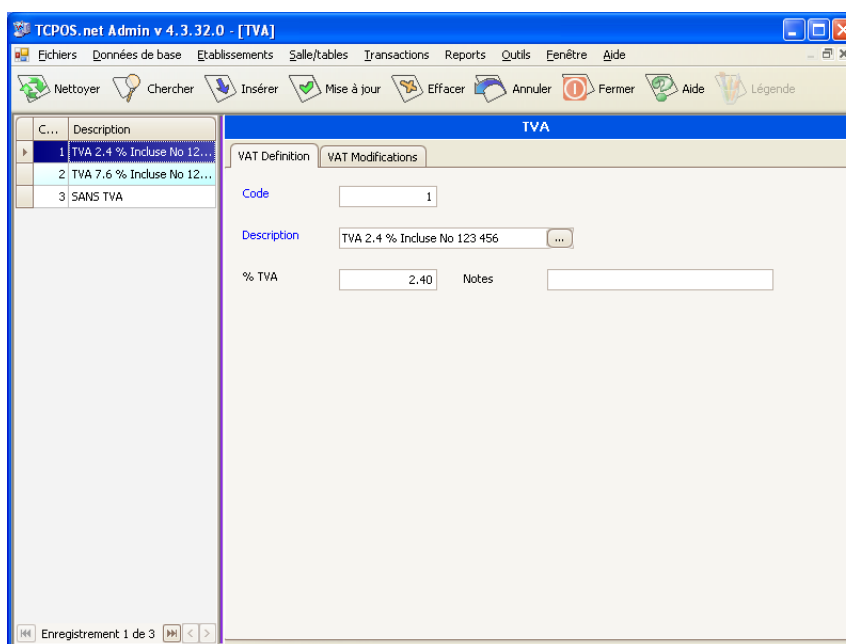 TCPOS.net Admin v 4.3.32.0 - [TVA]
Fichiers Données de base Etablissements Salle/tables Transactions Reports Outils Fenêtre Aide
Nettoyer Chercher Insérer Mise à jour Effacer Annuler Fermer Aide Légende
C... Description
1 TVA 2.4 % Incluse No 12...
2 TVA 7.6 % Incluse No 12...
3 SANS TVA
TVA
VAT Definition VAT Modifications
Code 1
Description TVA 2.4 % Incluse No 123 456 ...
% TVA 2.40 Notes
Enregistrement 1 de 3